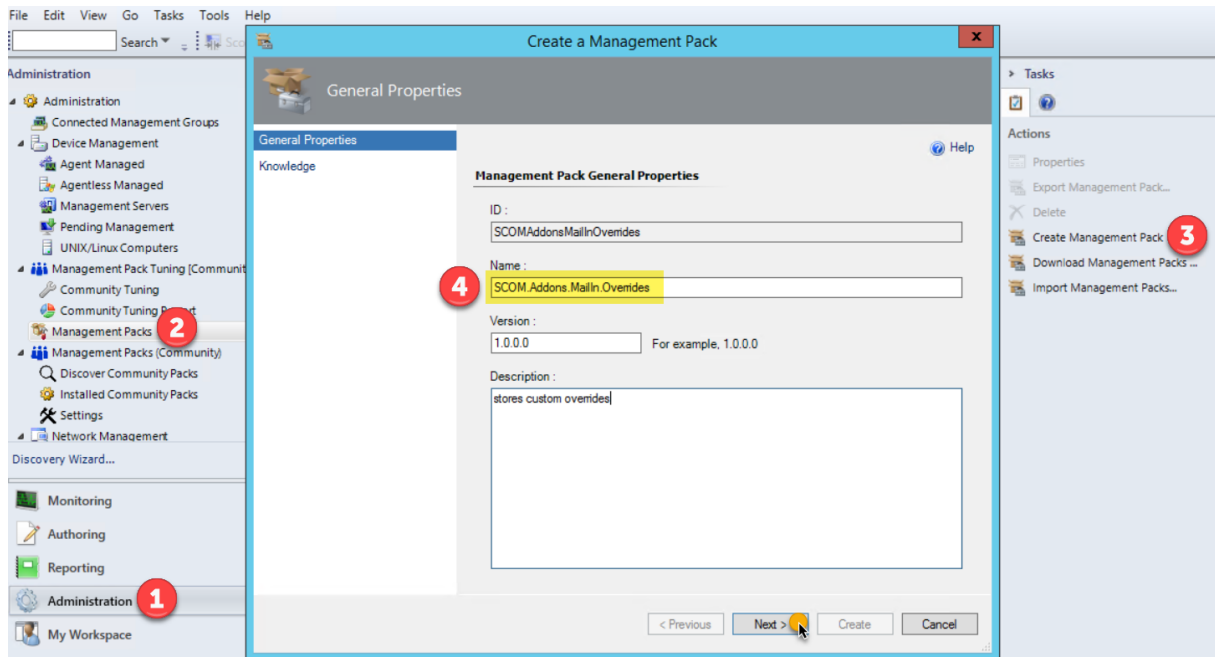 File Edit View Go Tasks Tools Help
Search
Administration
Administration
Connected Management Groups
Device Management
Agent Managed
Agentless Managed
Management Servers
Pending Management
UNIX/Linux Computers
Management Pack Tuning [Communit
Community Tuning
Community Tuning
Management Packs
2
Management Packs (Community)
Discover Community Packs
Installed Community Packs
Settings
Network Management
Discovery Wizard...
Monitoring
Authoring
Reporting
Administration
1
My Workspace
Create a Management Pack
x
General Properties
General Properties
Knowledge
Help
Management Pack General Properties
ID :
SCOMAddonsMailInOverrides
Name :
4
SCOM.Addons.MailIn.Overrides
Version :
1.0.0.0
For example, 1.0.0.0
Description :
stores custom overrides
< Previous
Next >
Create
Cancel
Tasks
Actions
Properties
Export Management Pack...
Delete
Create Management Pack
3
Download Management Packs ...
Import Management Packs...